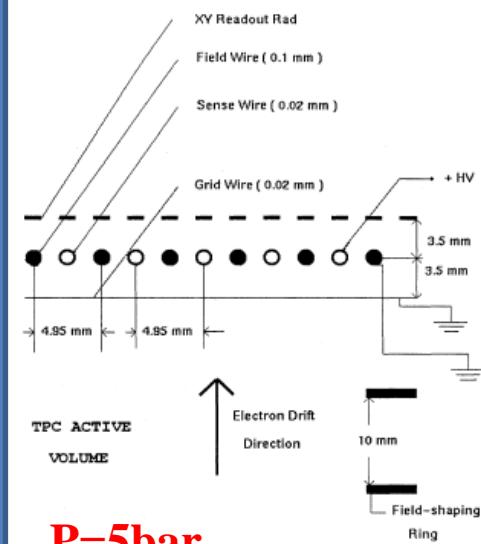 XY Readout Rad
Field Wire ( 0.1 mm )
Sense Wire ( 0.02 mm )
Grid Wire ( 0.02 mm )
+ HV
3.5 mm
3.5 mm
4.95 mm
4.95 mm
TPC ACTIVE
VOLUME
Electron Drift
Direction
10 mm
Field-shaping
Ring
P=5bar